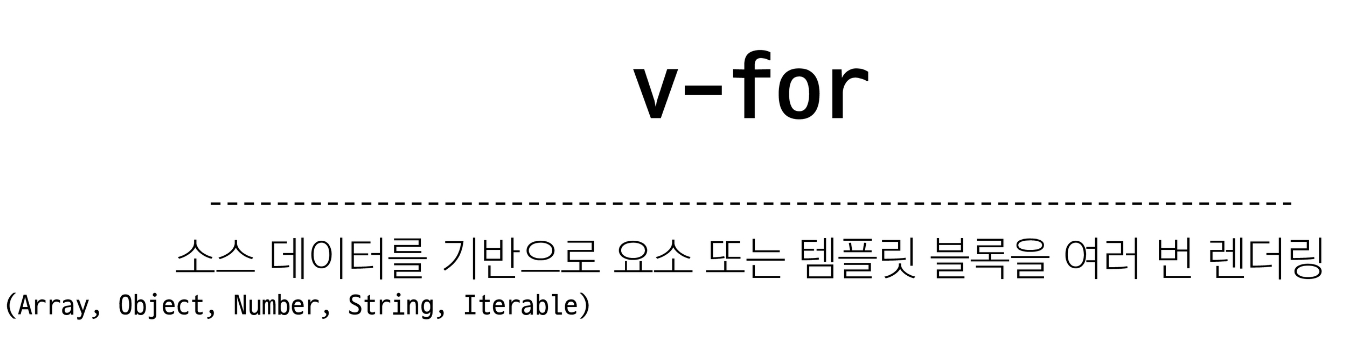 v-for
소스 데이터를 기반으로 요소 또는 템플릿 블록을 여러 번 렌더링
(Array, Object, Number, String, Iterable)